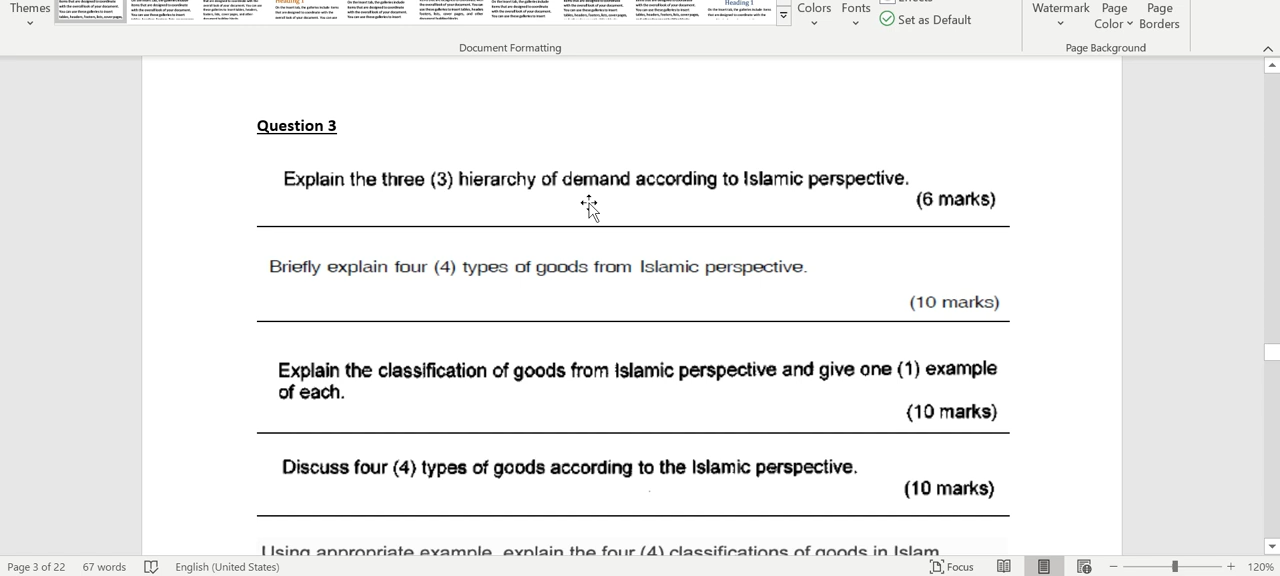 Themes
Heading 1
Heading 1
Colors
Fonts
Effects
Set as Default
Watermark
Page Color
Page Borders
Document Formatting
Page Background
Question 3
Explain the three (3) hierarchy of demand according to Islamic perspective.
(6 marks)
Briefly explain four (4) types of goods from Islamic perspective.
(10 marks)
Explain the classification of goods from Islamic perspective and give one (1) example
of each.
(10 marks)
Discuss four (4) types of goods according to the Islamic perspective.
(10 marks)
Using appropriate example, explain the four (4) classifications of goods in Islam
Page 3 of 22
67 words
English (United States)
Focus
120%